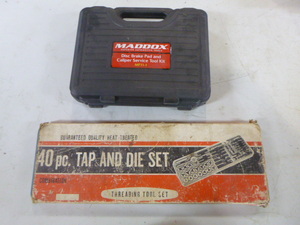 MADDOX
Disc Brake Pad and
Caliper Service Tool Kit
GUARANTEED QUALITY HEAT-TREATED
40 pc. TAP AND DIE SET
THREADING TOOL SET